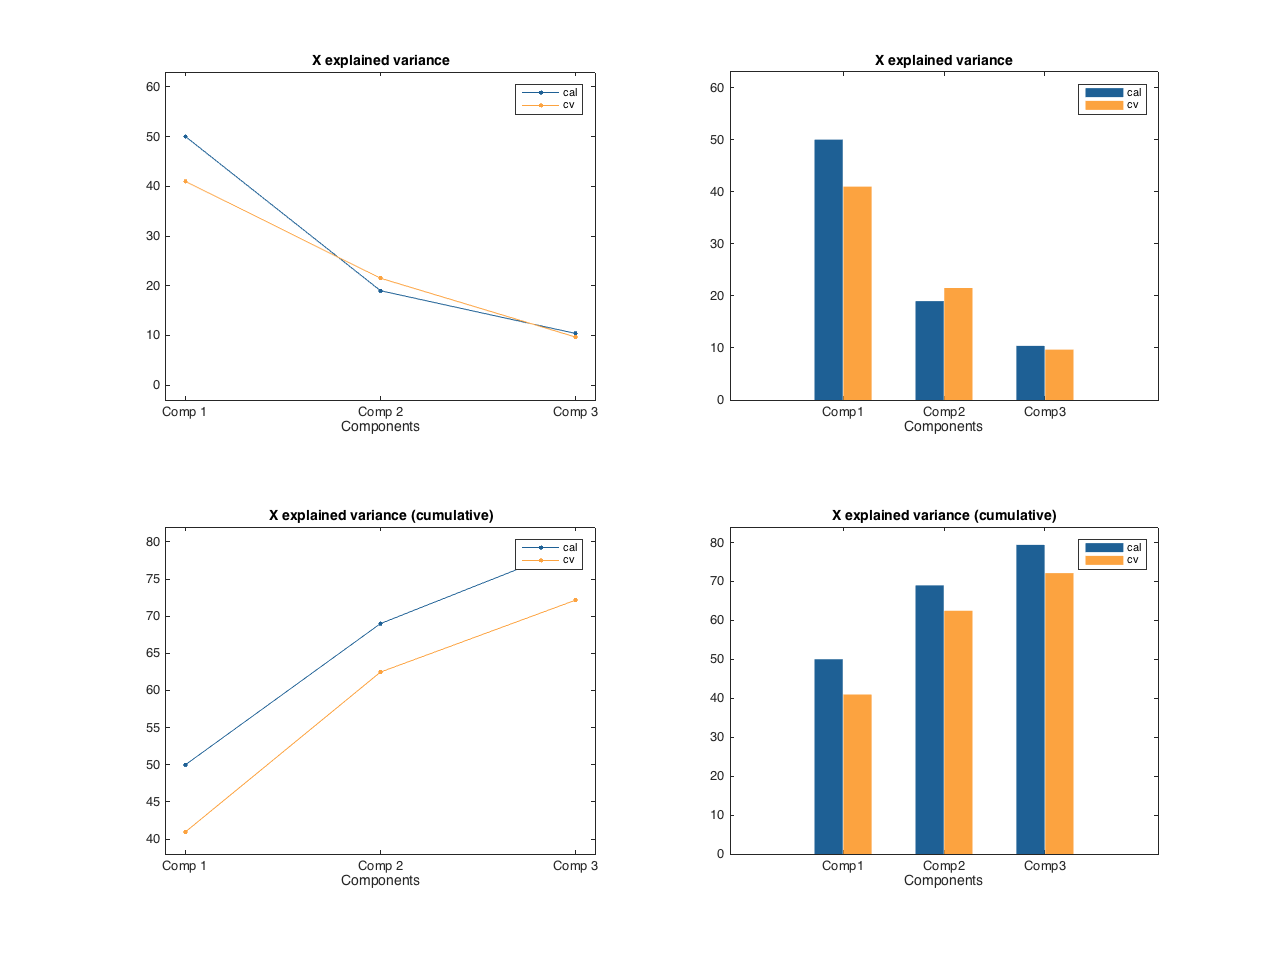 X explained variance
cal
cv
60
50
40
30
20
10
0
Comp 1 Comp 2 Comp 3
Components
X explained variance
cal
cv
60
50
40
30
20
10
0
Comp1 Comp2 Comp3
Components
X explained variance (cumulative)
cal
cv
80
75
70
65
60
55
50
45
40
Comp 1 Comp 2 Comp 3
Components
X explained variance (cumulative)
cal
cv
80
70
60
50
40
30
20
10
0
Comp1 Comp2 Comp3
Components